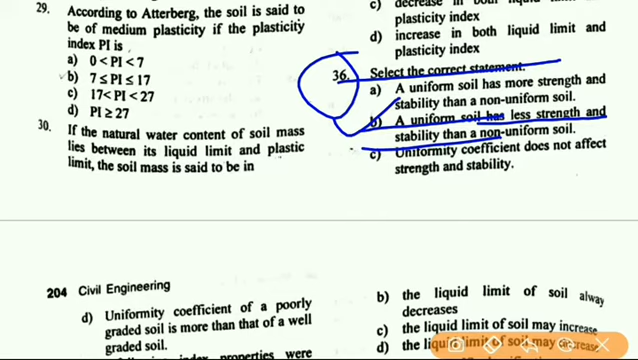 29. According to Atterberg, the soil is said to
be of medium plasticity if the plasticity
index PI is
a) 0 < PI < 7
b) 7 ≤ PI ≤ 17
c) 17< PI < 27
d) PI ≥ 27
30. If the natural water content of soil mass
lies between its liquid limit and plastic
limit, the soil mass is said to be in
c) decrease in both
plasticity index
d) increase in both liquid limit and
plasticity index
36. Select the correct statement.
a) A uniform soil has more strength and
stability than a non-uniform soil.
b) A uniform soil has less strength and
stability than a non-uniform soil.
c) Uniformity coefficient does not affect
strength and stability.
204 Civil Engineering
d) Uniformity coefficient of a poorly
graded soil is more than that of a well
graded soil.
index properties were
b) the liquid limit of soil alway
decreases
c) the liquid limit of soil may increase
d) the liquid limit of soil may decrease